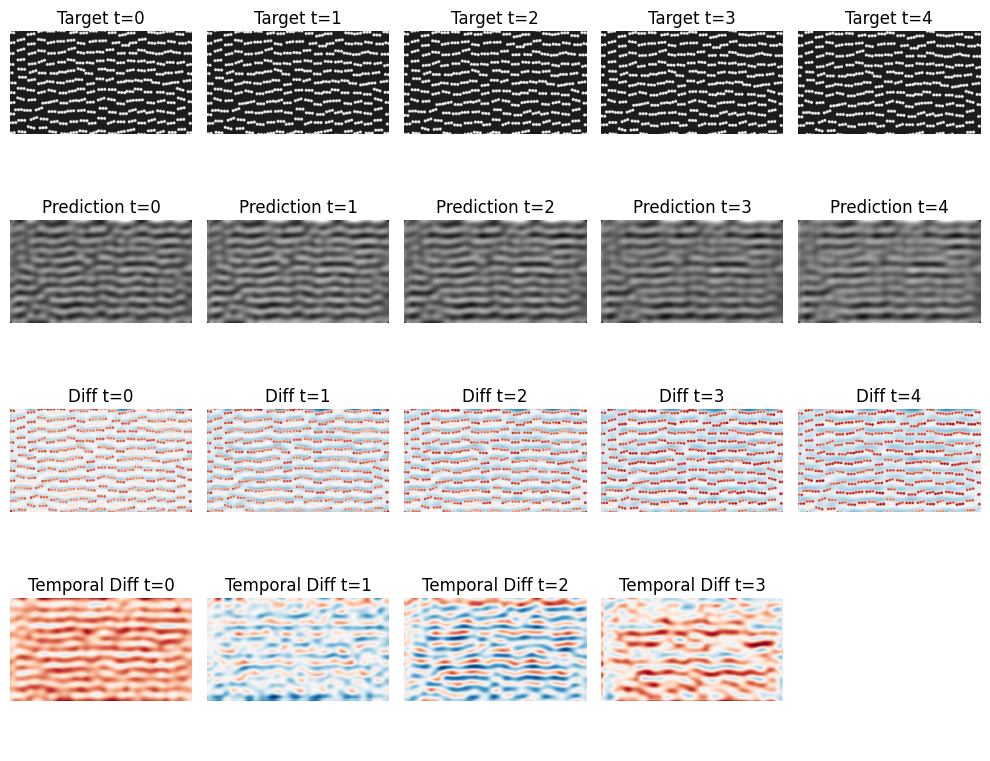 Target t=0 Target t=1 Target t=2 Target t=3 Target t=4
Prediction t=0 Prediction t=1 Prediction t=2 Prediction t=3 Prediction t=4
Diff t=0 Diff t=1 Diff t=2 Diff t=3 Diff t=4
Temporal Diff t=0 Temporal Diff t=1 Temporal Diff t=2 Temporal Diff t=3